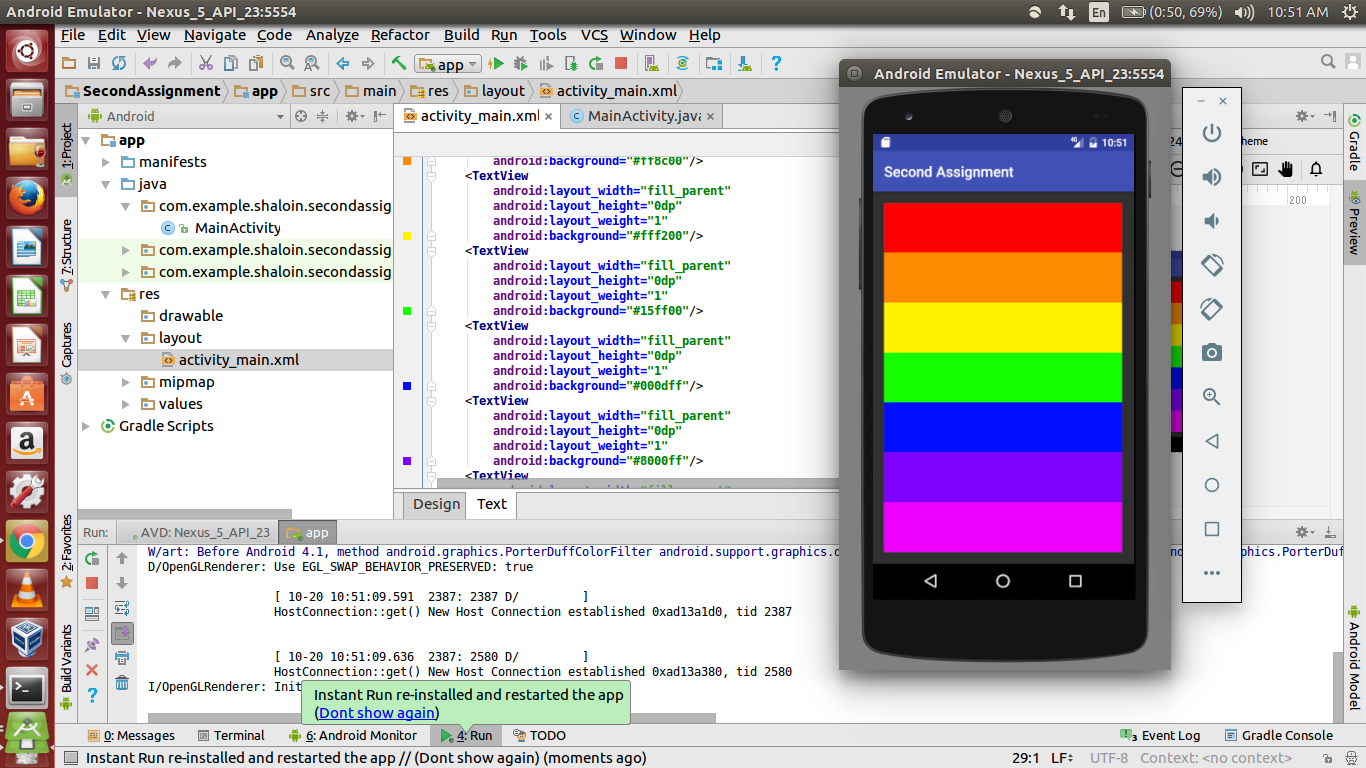 Android Emulator - Nexus_5_API_23:5554
En
(0:50, 69%)
10:51 AM
File Edit View Navigate Code Analyze Refactor Build Run Tools VCS Window Help
app
SecondAssignment app src main res layout activity_main.xml
Android
activity_main.xml
MainActivity.java
1: Project
7: Structure
Captures
2: Favorites
Build Variants
app
manifests
java
com.example.shaloin.secondassig
MainActivity
com.example.shaloin.secondassig
com.example.shaloin.secondassig
res
drawable
layout
activity_main.xml
mipmap
values
Gradle Scripts
android:background="#ff8c00"/>
<TextView
android:layout_width="fill_parent"
android:layout_height="0dp"
android:layout_weight="1"
android:background="#fff200"/>
<TextView
android:layout_width="fill_parent"
android:layout_height="0dp"
android:layout_weight="1"
android:background="#15ff00"/>
<TextView
android:layout_width="fill_parent"
android:layout_height="0dp"
android:layout_weight="1"
android:background="#000dff"/>
<TextView
android:layout_width="fill_parent"
android:layout_height="0dp"
android:layout_weight="1"
android:background="#8000ff"/>
<TextView
Design Text
Android Emulator - Nexus_5_API_23:5554
10:51
Second Assignment
24
heme
200
Gradle
Preview
Android Model
Run: AVD: Nexus_5_API_23 app
W/art: Before Android 4.1, method android.graphics.PorterDuffColorFilter android.support.graphics.
graphics.PorterDuf
D/OpenGLRenderer: Use EGL_SWAP_BEHAVIOR_PRESERVED: true
[ 10-20 10:51:09.591 2387: 2387 D/ ]
HostConnection::get() New Host Connection established 0xad13a1d0, tid 2387
[ 10-20 10:51:09.636 2387: 2580 D/ ]
HostConnection::get() New Host Connection established 0xad13a380, tid 2580
I/OpenGLRenderer: Init
Instant Run re-installed and restarted the app
(Dont show again)
0: Messages Terminal 6: Android Monitor 4: Run TODO Event Log Gradle Console
Instant Run re-installed and restarted the app // (Dont show again) (moments ago) 29:1 LF UTF-8 Context: <no context>